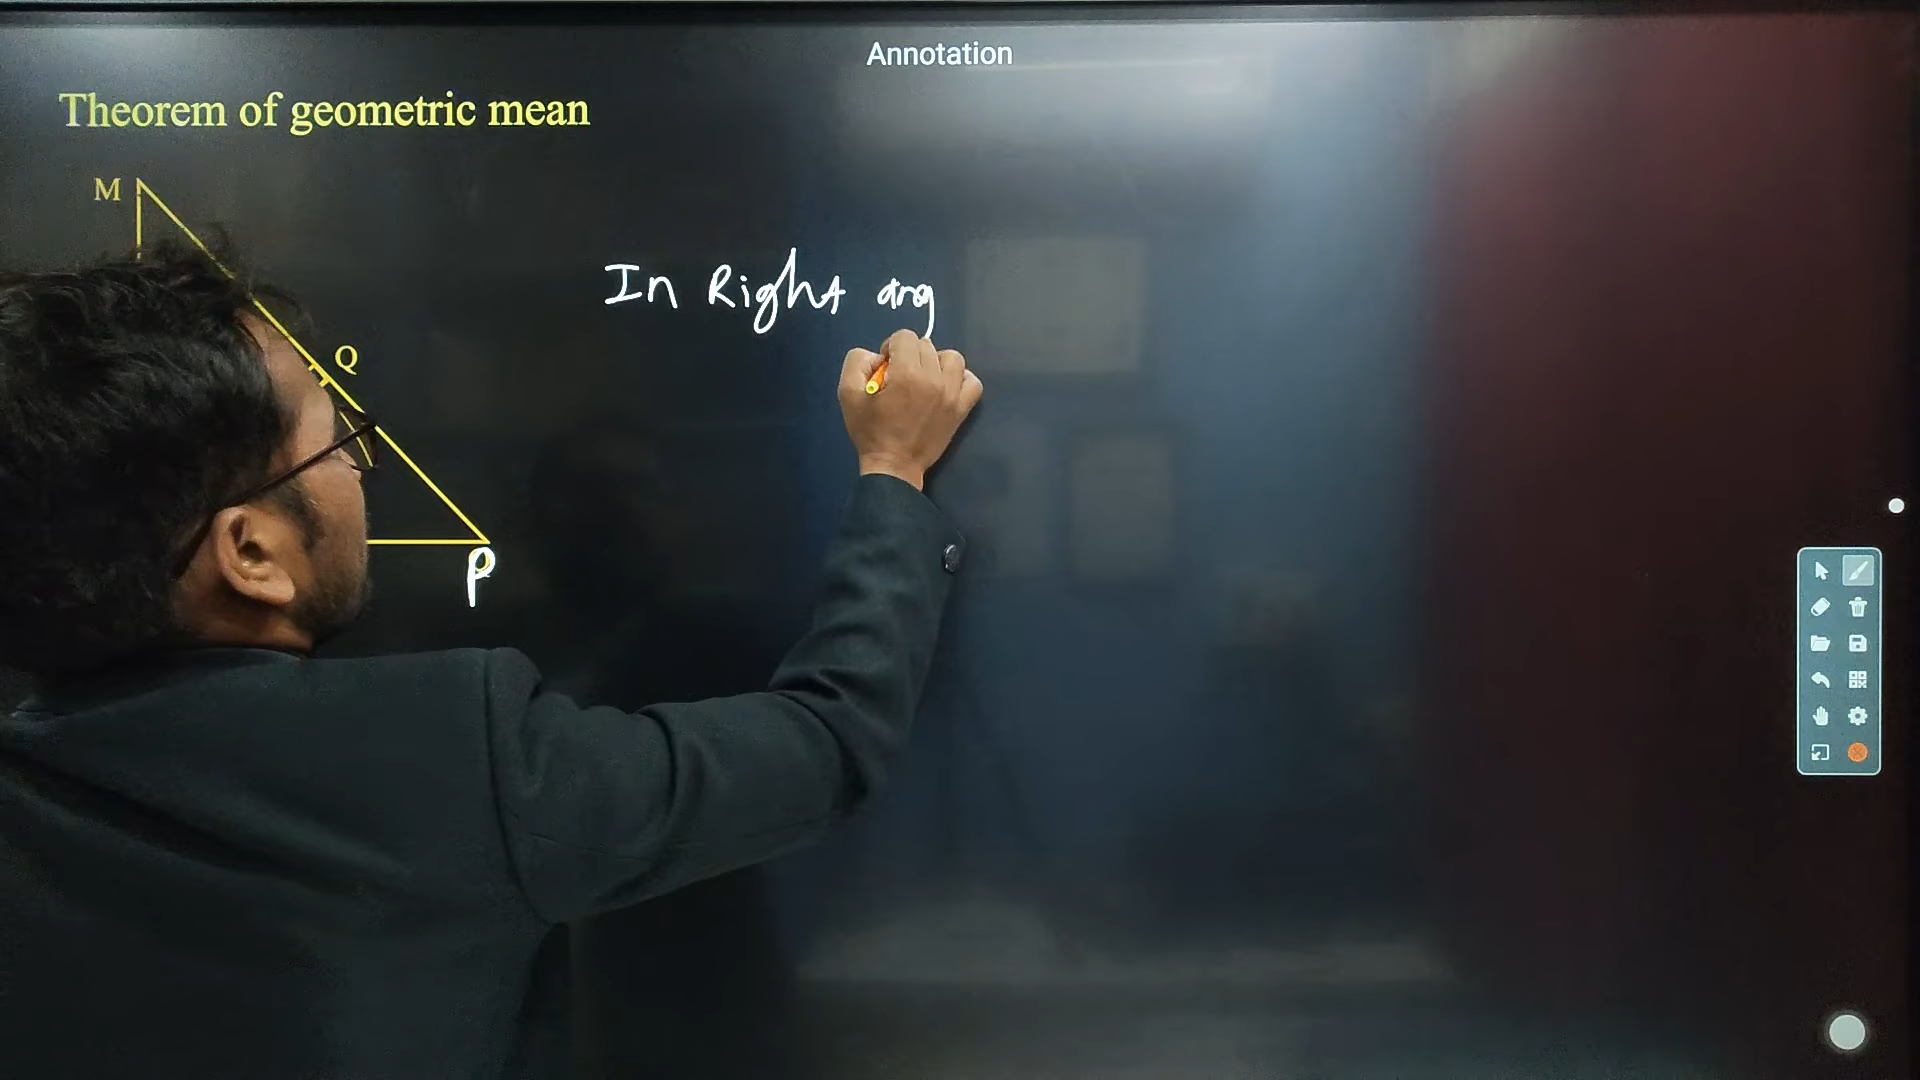 Annotation
Theorem of geometric mean
M
In Right ang
Q
P